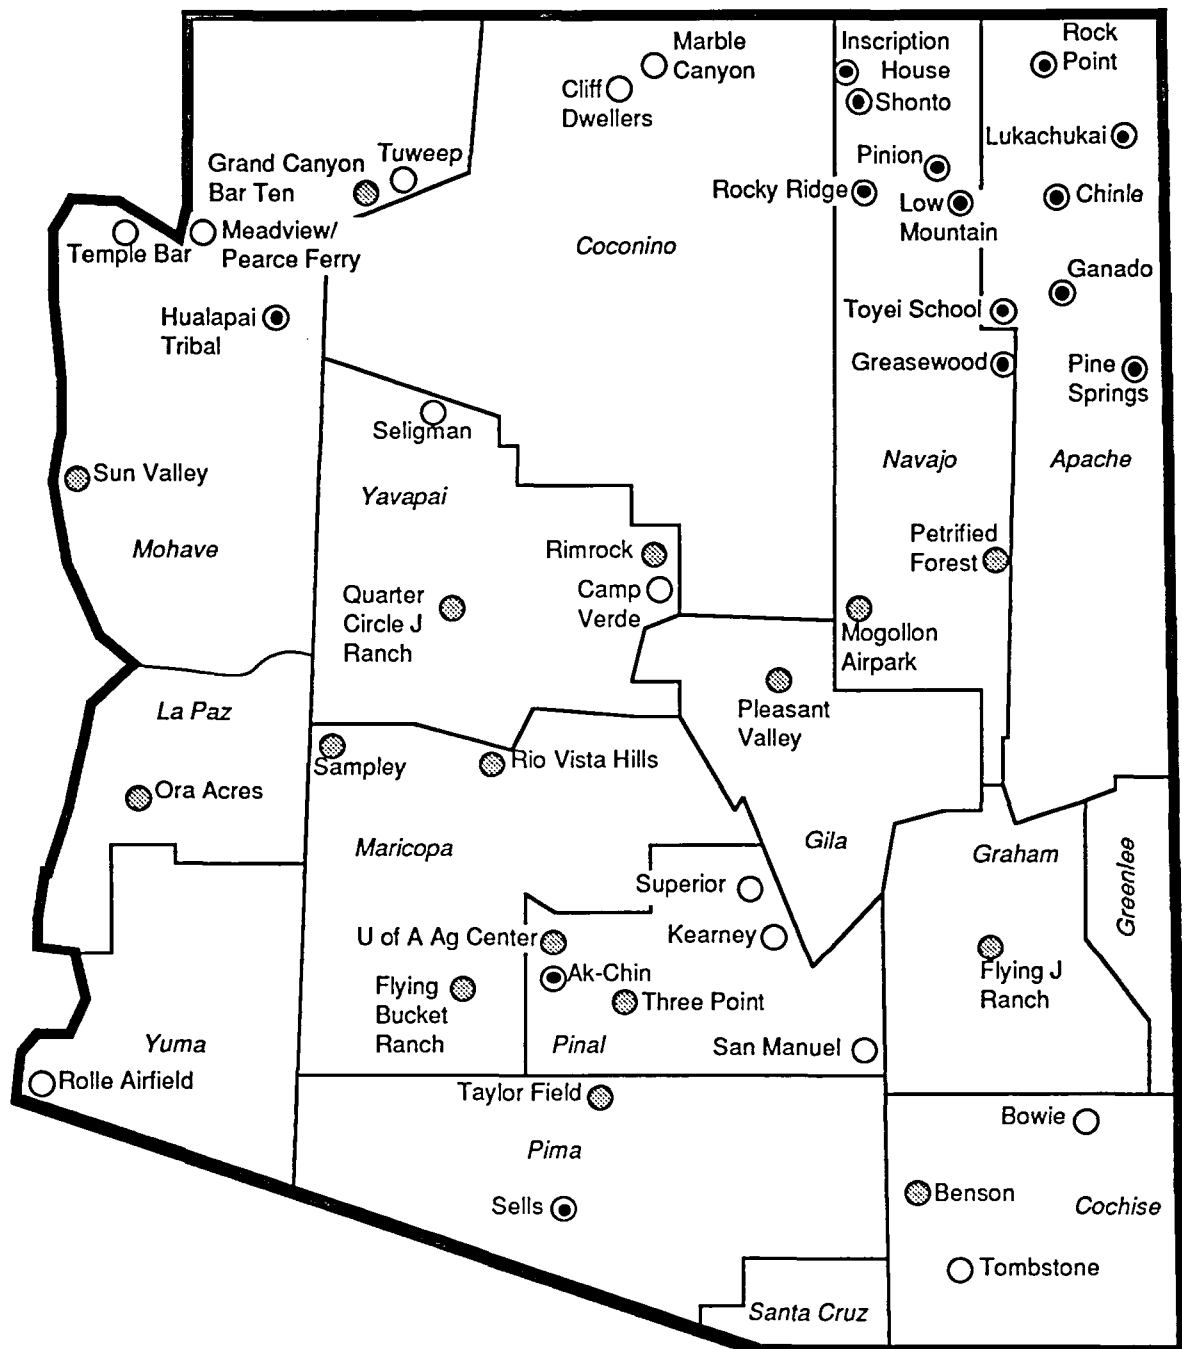 Marble
Canyon
Cliff
Dwellers
Inscription
House
Shonto
Rock
Point
Lukachukai
Grand Canyon
Bar Ten
Tuweep
Pinion
Rocky Ridge
Low
Mountain
Chinle
Temple Bar
Meadview/
Pearce Ferry
Coconino
Ganado
Hualapai
Tribal
Toyei School
Greasewood
Pine
Springs
Seligman
Sun Valley
Yavapai
Navajo
Apache
Mohave
Rimrock
Petrified
Forest
Quarter
Circle J
Ranch
Camp
Verde
Mogollon
Airpark
La Paz
Pleasant
Valley
Sampley
Rio Vista Hills
Ora Acres
Maricopa
Gila
Graham
Greenlee
Superior
U of A Ag Center
Kearney
Ak-Chin
Flying
Bucket
Ranch
Three Point
Flying J
Ranch
Yuma
Pinal
San Manuel
Rolle Airfield
Taylor Field
Bowie
Pima
Benson
Sells
Cochise
Tombstone
Santa Cruz